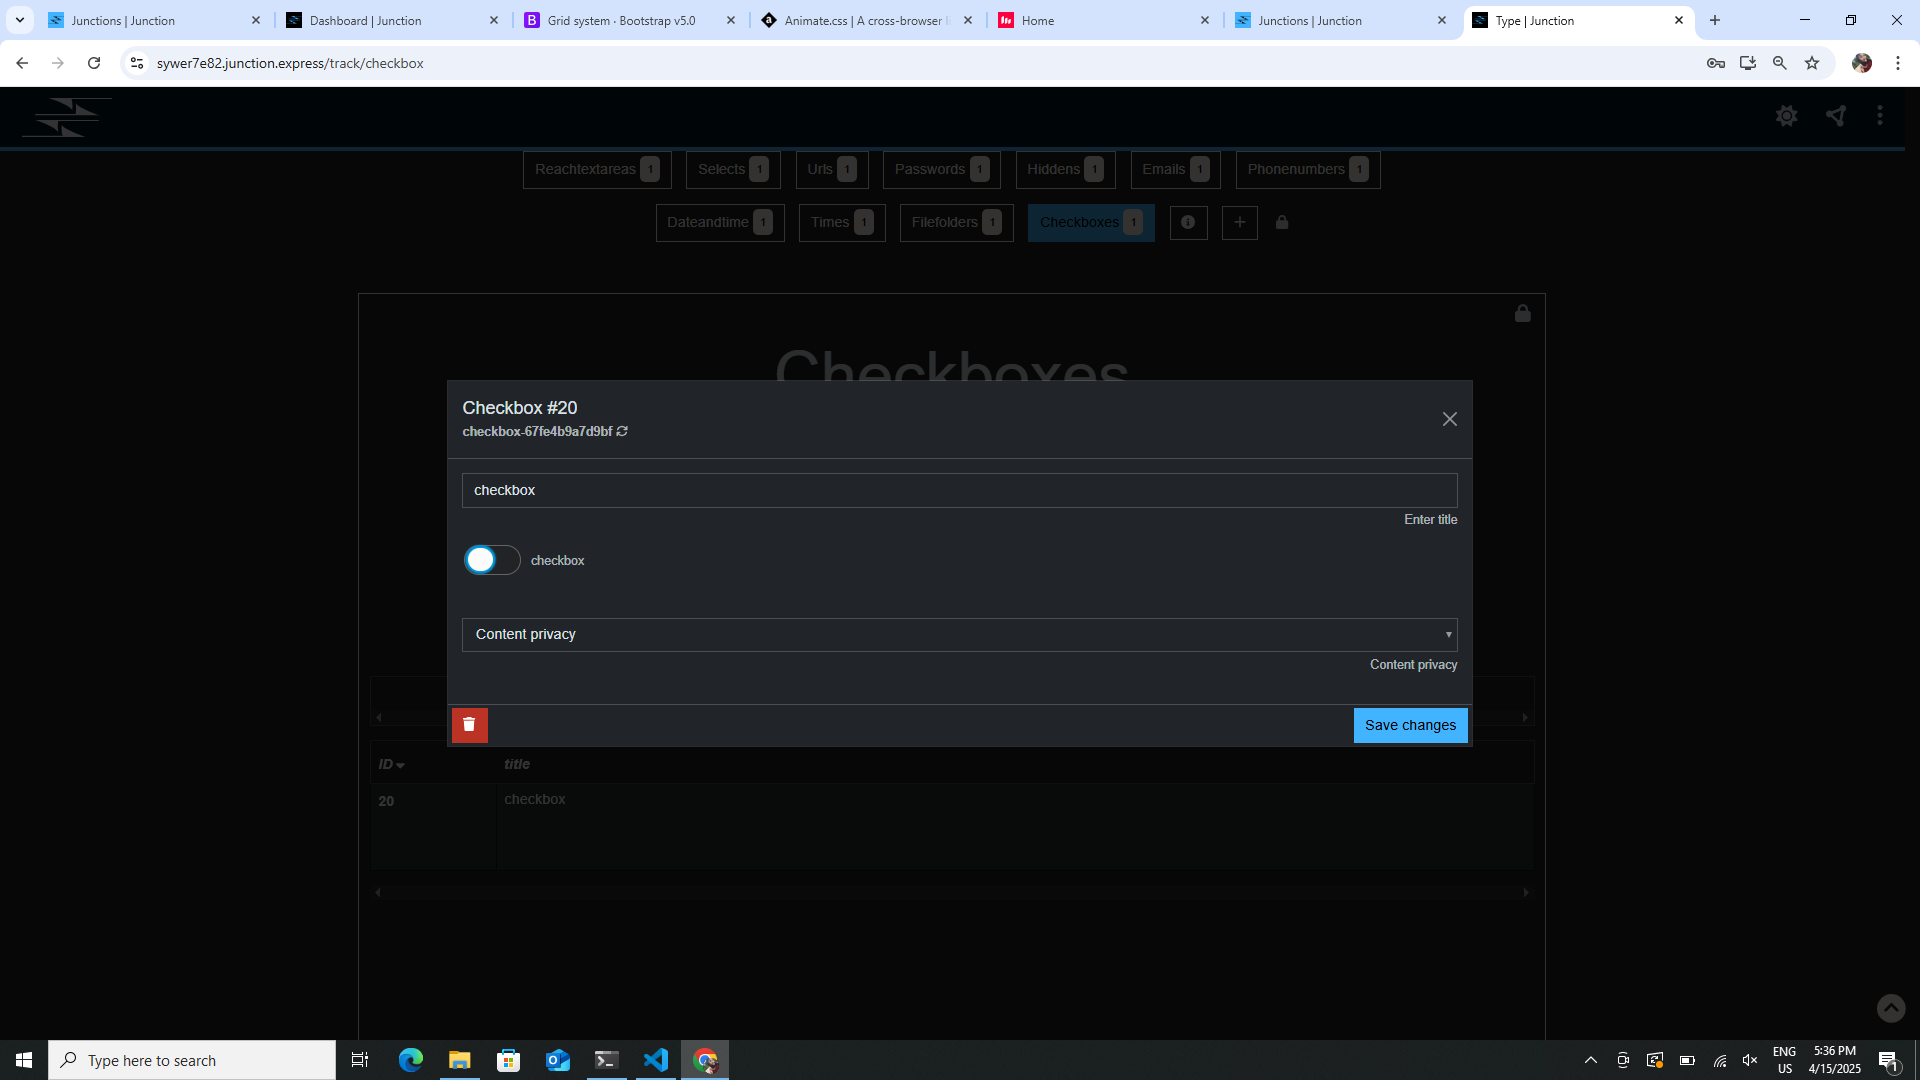 Junctions | Junction
Dashboard | Junction
Grid system · Bootstrap v5.0
Animate.css | A cross-browser li
Home
Junctions | Junction
Type | Junction
sywer7e82.junction.express/track/checkbox
Reachtextareas 1
Selects 1
Urls 1
Passwords 1
Hiddens 1
Emails 1
Phonenumbers 1
Dateandtime 1
Times 1
Filefolders 1
Checkboxes 1
Checkboxes
Checkbox #20
checkbox-67fe4b9a7d9bf
checkbox
Enter title
checkbox
Content privacy
Content privacy
Save changes
ID
title
20
checkbox
Type here to search
ENG
US
5:36 PM
4/15/2025
1